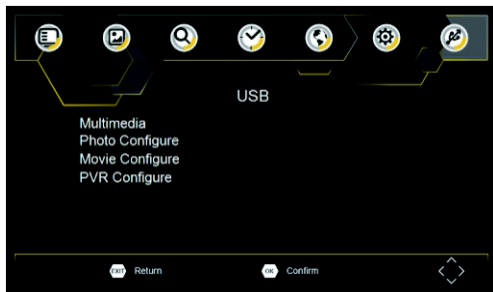 USB
Multimedia
Photo Configure
Movie Configure
PVR Configure
EXIT Return
OK Confirm